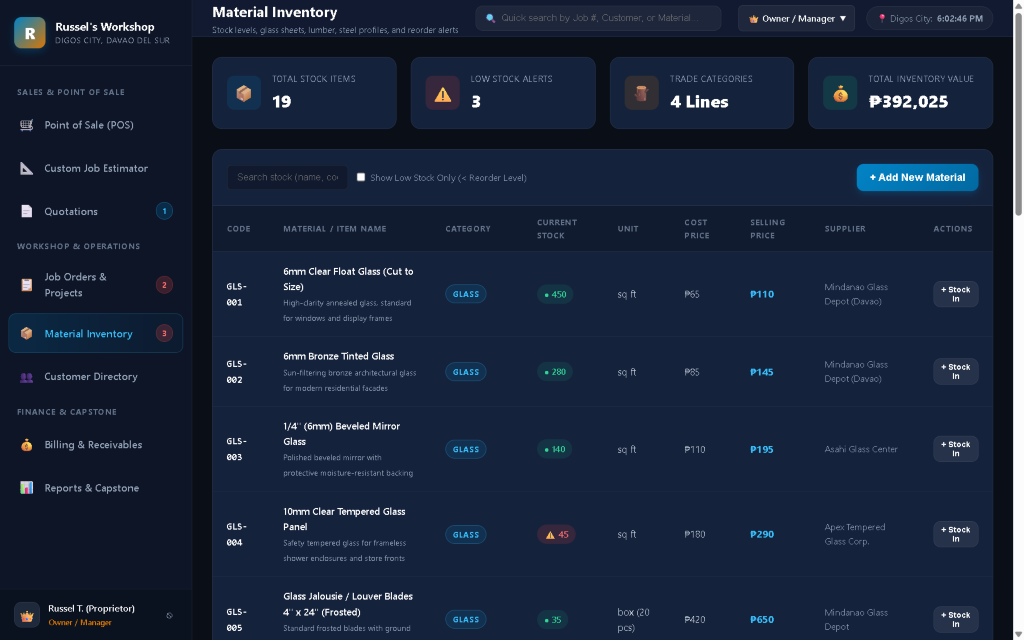 R
Russel's Workshop
DIGOS CITY, DAVAO DEL SUR
SALES & POINT OF SALE
Point of Sale (POS)
Custom Job Estimator
Quotations 1
WORKSHOP & OPERATIONS
Job Orders &
Projects 2
Material Inventory 3
Customer Directory
FINANCE & CAPSTONE
Billing & Receivables
Reports & Capstone
Russel T. (Proprietor)
Owner / Manager
Material Inventory
Stock levels, glass sheets, lumber, steel profiles, and reorder alerts
Quick search by Job #, Customer, or Material...
Owner / Manager ▼
Digos City: 6:02:46 PM
TOTAL STOCK ITEMS
19
LOW STOCK ALERTS
3
TRADE CATEGORIES
4 Lines
TOTAL INVENTORY VALUE
₱392,025
Search stock (name, co
Show Low Stock Only (< Reorder Level)
+ Add New Material
CODE MATERIAL / ITEM NAME CATEGORY CURRENT STOCK UNIT COST PRICE SELLING PRICE SUPPLIER ACTIONS
GLS-001
6mm Clear Float Glass (Cut to
Size)
High-clarity annealed glass, standard
for windows and display frames
GLASS
● 450
sq ft
₱65
₱110
Mindanao Glass
Depot (Davao)
+ Stock
In
GLS-002
6mm Bronze Tinted Glass
Sun-filtering bronze architectural glass
for modern residential facades
GLASS
● 280
sq ft
₱85
₱145
Mindanao Glass
Depot (Davao)
+ Stock
In
GLS-003
1/4" (6mm) Beveled Mirror
Glass
Polished beveled mirror with
protective moisture-resistant backing
GLASS
● 140
sq ft
₱110
₱195
Asahi Glass Center
+ Stock
In
GLS-004
10mm Clear Tempered Glass
Panel
Safety tempered glass for frameless
shower enclosures and store fronts
GLASS
⚠ 45
sq ft
₱180
₱290
Apex Tempered
Glass Corp.
+ Stock
In
GLS-005
Glass Jalousie / Louver Blades
4" x 24" (Frosted)
Standard frosted blades with ground
GLASS
● 35
box (20
pcs)
₱420
₱650
Mindanao Glass
Depot
+ Stock
In